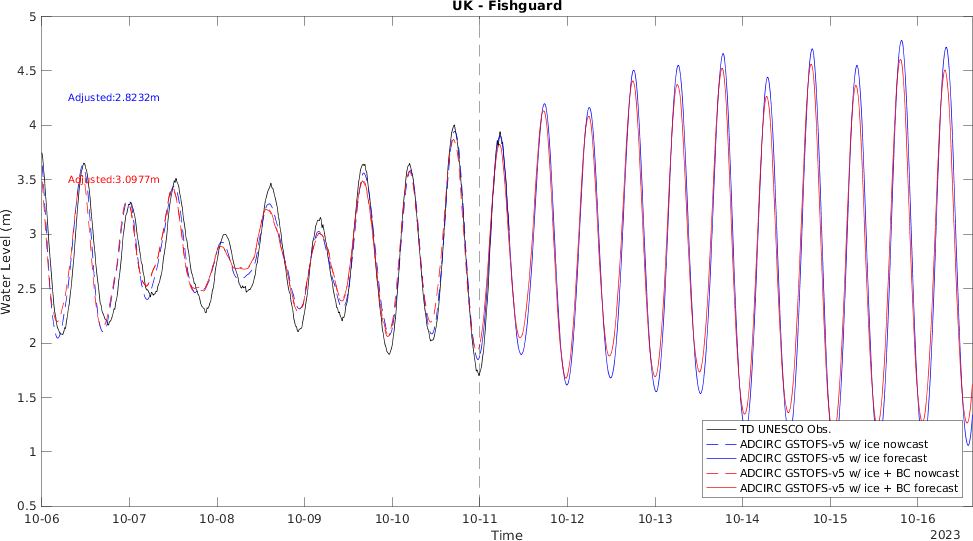 UK - Fishguard
5
4.5
4
3.5
3
2.5
2
1.5
1
0.5
Water Level (m)
Adjusted:2.8232m
Adjusted:3.0977m
TD UNESCO Obs.
ADCIRC GSTOFS-v5 w/ ice nowcast
ADCIRC GSTOFS-v5 w/ ice forecast
ADCIRC GSTOFS-v5 w/ ice + BC nowcast
ADCIRC GSTOFS-v5 w/ ice + BC forecast
10-06 10-07 10-08 10-09 10-10 10-11 10-12 10-13 10-14 10-15 10-16
Time
2023